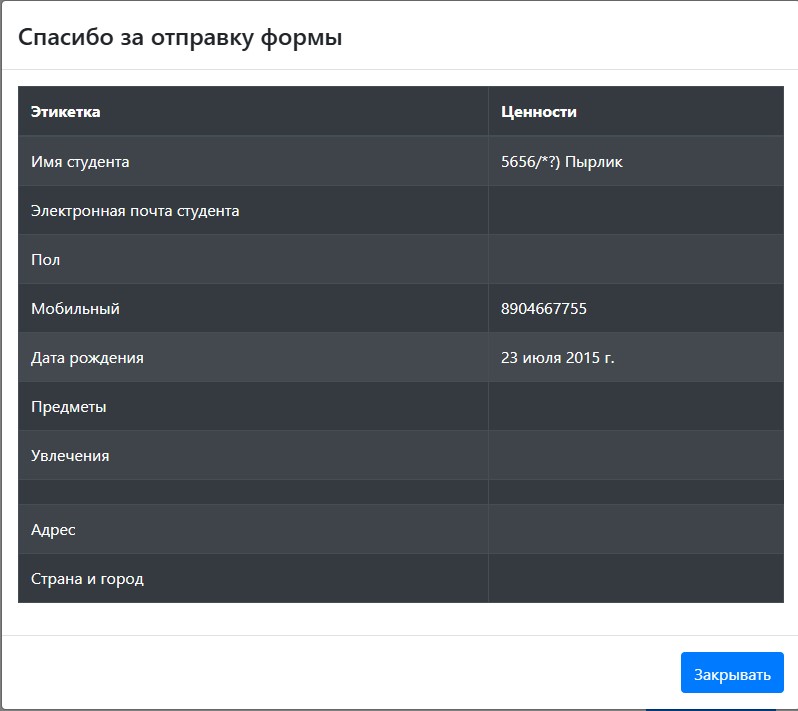 Спасибо за отправку формы
Этикетка Ценности
Имя студента 5656/*?) Пырлик
Электронная почта студента
Пол
Мобильный 8904667755
Дата рождения 23 июля 2015 г.
Предметы
Увлечения
Адрес
Страна и город
Закрывать